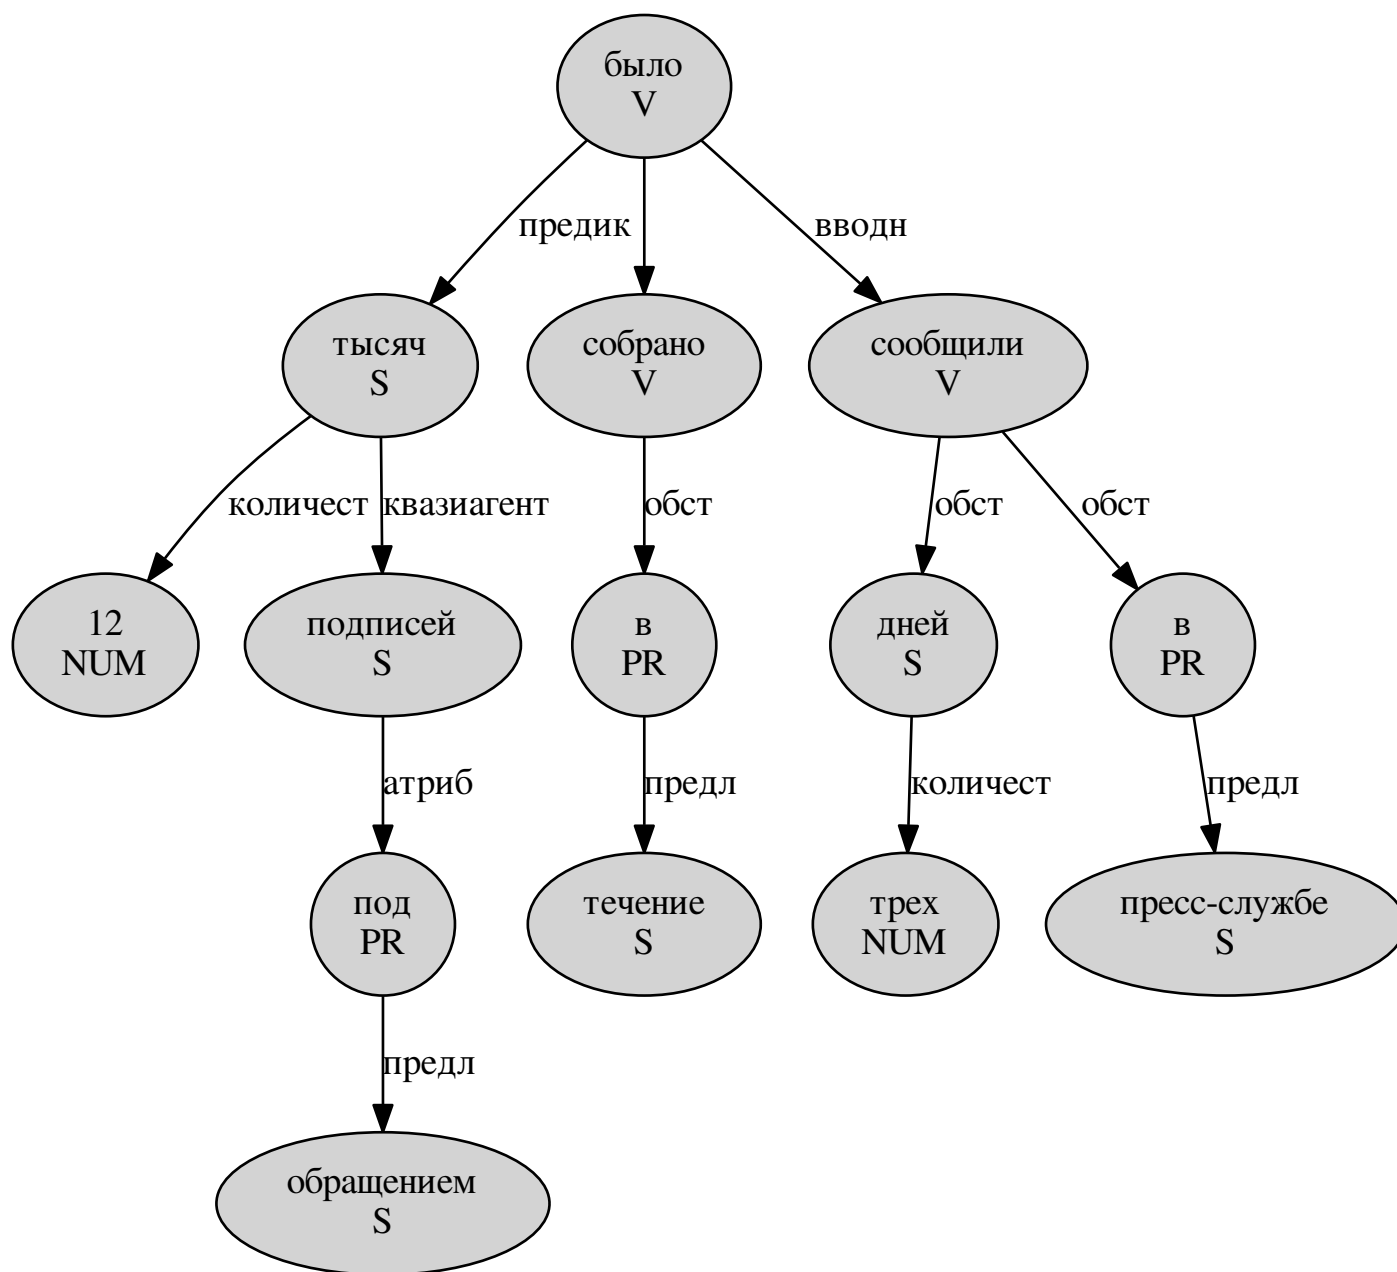 было
V
предик
вводн
тысяч
S
собрано
V
сообщили
V
количест
квазиагент
обст
обст
обст
12
NUM
подписей
S
в
PR
дней
S
в
PR
атриб
предл
количест
предл
под
PR
течение
S
трех
NUM
пресс-службе
S
предл
обращением
S